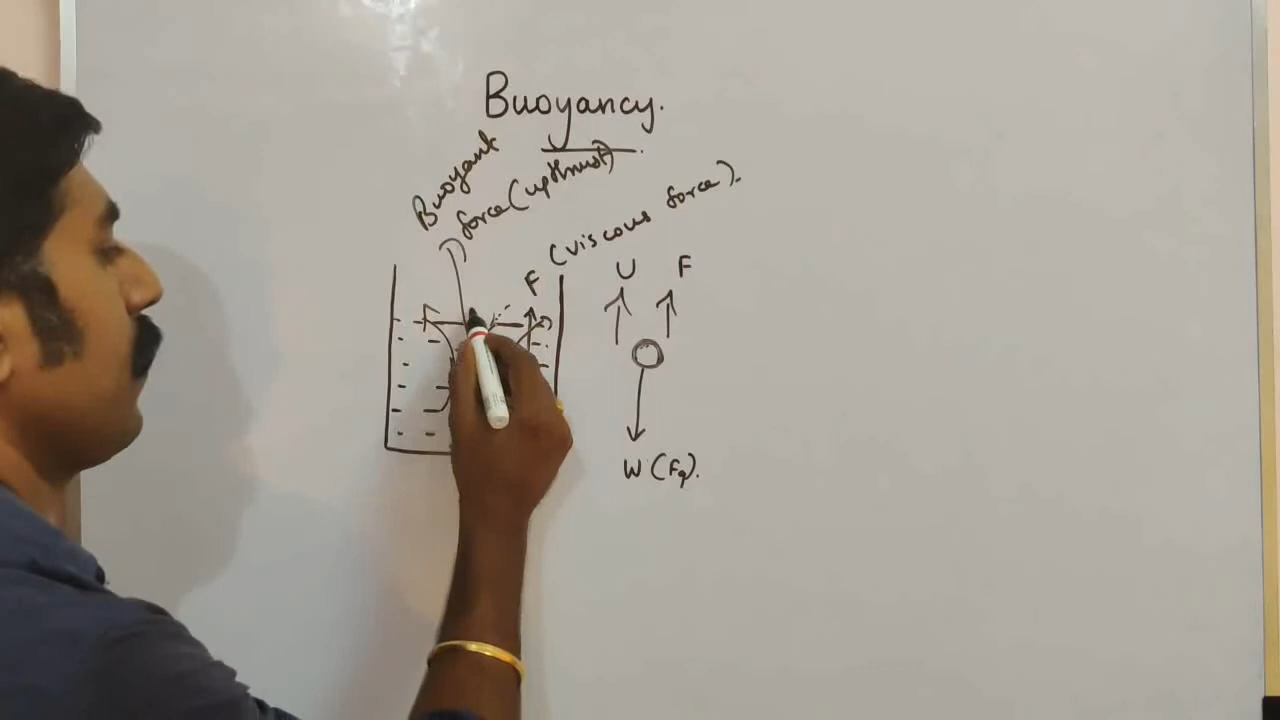 Buoyancy.
Buoyant
force (upthrust)
(viscous force).
F
U F
W (Fg).